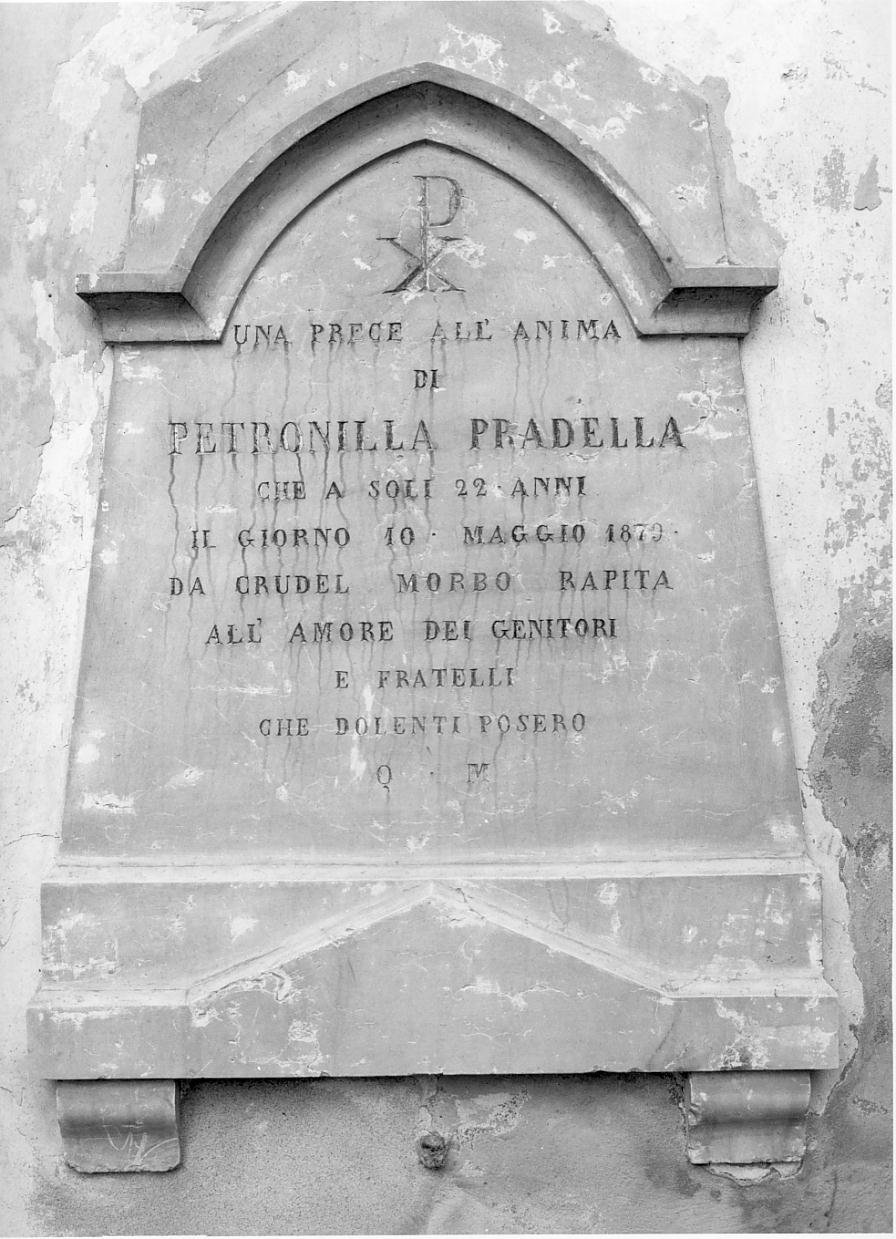 UNA PRECE ALL' ANIMA
DI
PETRONILLA PRADELLA
CHE A SOLI 22 · ANNI
IL GIORNO 10 · MAGGIO 1879 ·
DA CRUDEL MORBO RAPITA
ALL' AMORE DEI GENITORI
E FRATELLI
CHE DOLENTI POSERO
Q · M